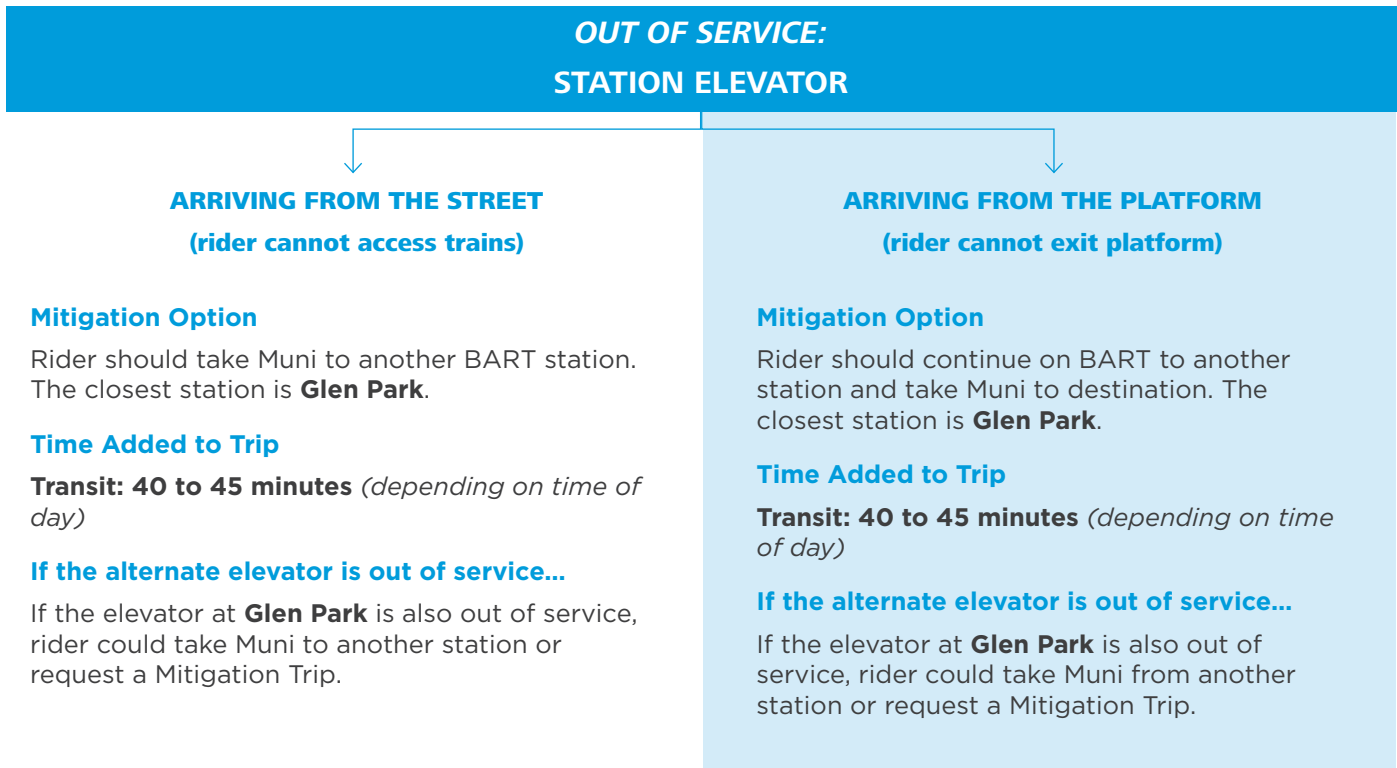 OUT OF SERVICE:
STATION ELEVATOR
ARRIVING FROM THE STREET
(rider cannot access trains)
Mitigation Option
Rider should take Muni to another BART station.
The closest station is Glen Park.
Time Added to Trip
Transit: 40 to 45 minutes (depending on time of
day)
If the alternate elevator is out of service...
If the elevator at Glen Park is also out of service,
rider could take Muni to another station or
request a Mitigation Trip.
ARRIVING FROM THE PLATFORM
(rider cannot exit platform)
Mitigation Option
Rider should continue on BART to another
station and take Muni to destination. The
closest station is Glen Park.
Time Added to Trip
Transit: 40 to 45 minutes (depending on time
of day)
If the alternate elevator is out of service...
If the elevator at Glen Park is also out of
service, rider could take Muni from another
station or request a Mitigation Trip.